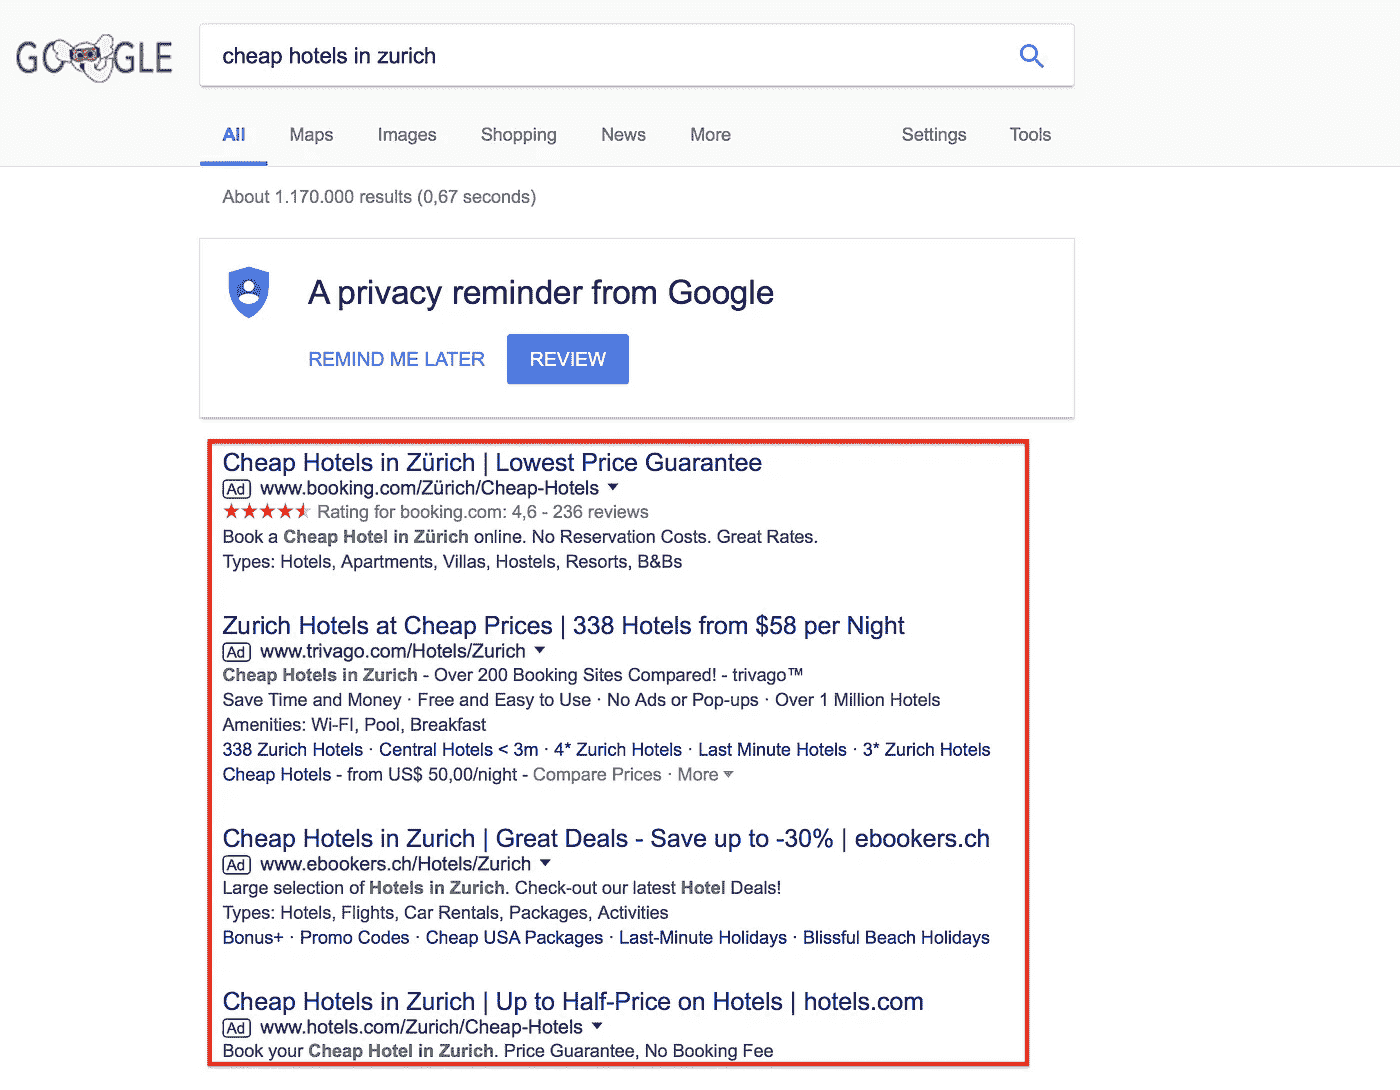 GOOGLE
cheap hotels in zurich
All Maps Images Shopping News More Settings Tools
About 1.170.000 results (0,67 seconds)
A privacy reminder from Google
REMIND ME LATER REVIEW
Cheap Hotels in Zürich | Lowest Price Guarantee
Ad www.booking.com/Zürich/Cheap-Hotels
Rating for booking.com: 4,6 - 236 reviews
Book a Cheap Hotel in Zürich online. No Reservation Costs. Great Rates.
Types: Hotels, Apartments, Villas, Hostels, Resorts, B&Bs
Zurich Hotels at Cheap Prices | 338 Hotels from $58 per Night
Ad www.trivago.com/Hotels/Zurich
Cheap Hotels in Zurich - Over 200 Booking Sites Compared! - trivago™
Save Time and Money · Free and Easy to Use · No Ads or Pop-ups · Over 1 Million Hotels
Amenities: Wi-FI, Pool, Breakfast
338 Zurich Hotels · Central Hotels < 3m · 4* Zurich Hotels · Last Minute Hotels · 3* Zurich Hotels
Cheap Hotels - from US$ 50,00/night - Compare Prices · More
Cheap Hotels in Zurich | Great Deals - Save up to -30% | ebookers.ch
Ad www.ebookers.ch/Hotels/Zurich
Large selection of Hotels in Zurich. Check-out our latest Hotel Deals!
Types: Hotels, Flights, Car Rentals, Packages, Activities
Bonus+ · Promo Codes · Cheap USA Packages · Last-Minute Holidays · Blissful Beach Holidays
Cheap Hotels in Zurich | Up to Half-Price on Hotels | hotels.com
Ad www.hotels.com/Zurich/Cheap-Hotels
Book your Cheap Hotel in Zurich. Price Guarantee, No Booking Fee